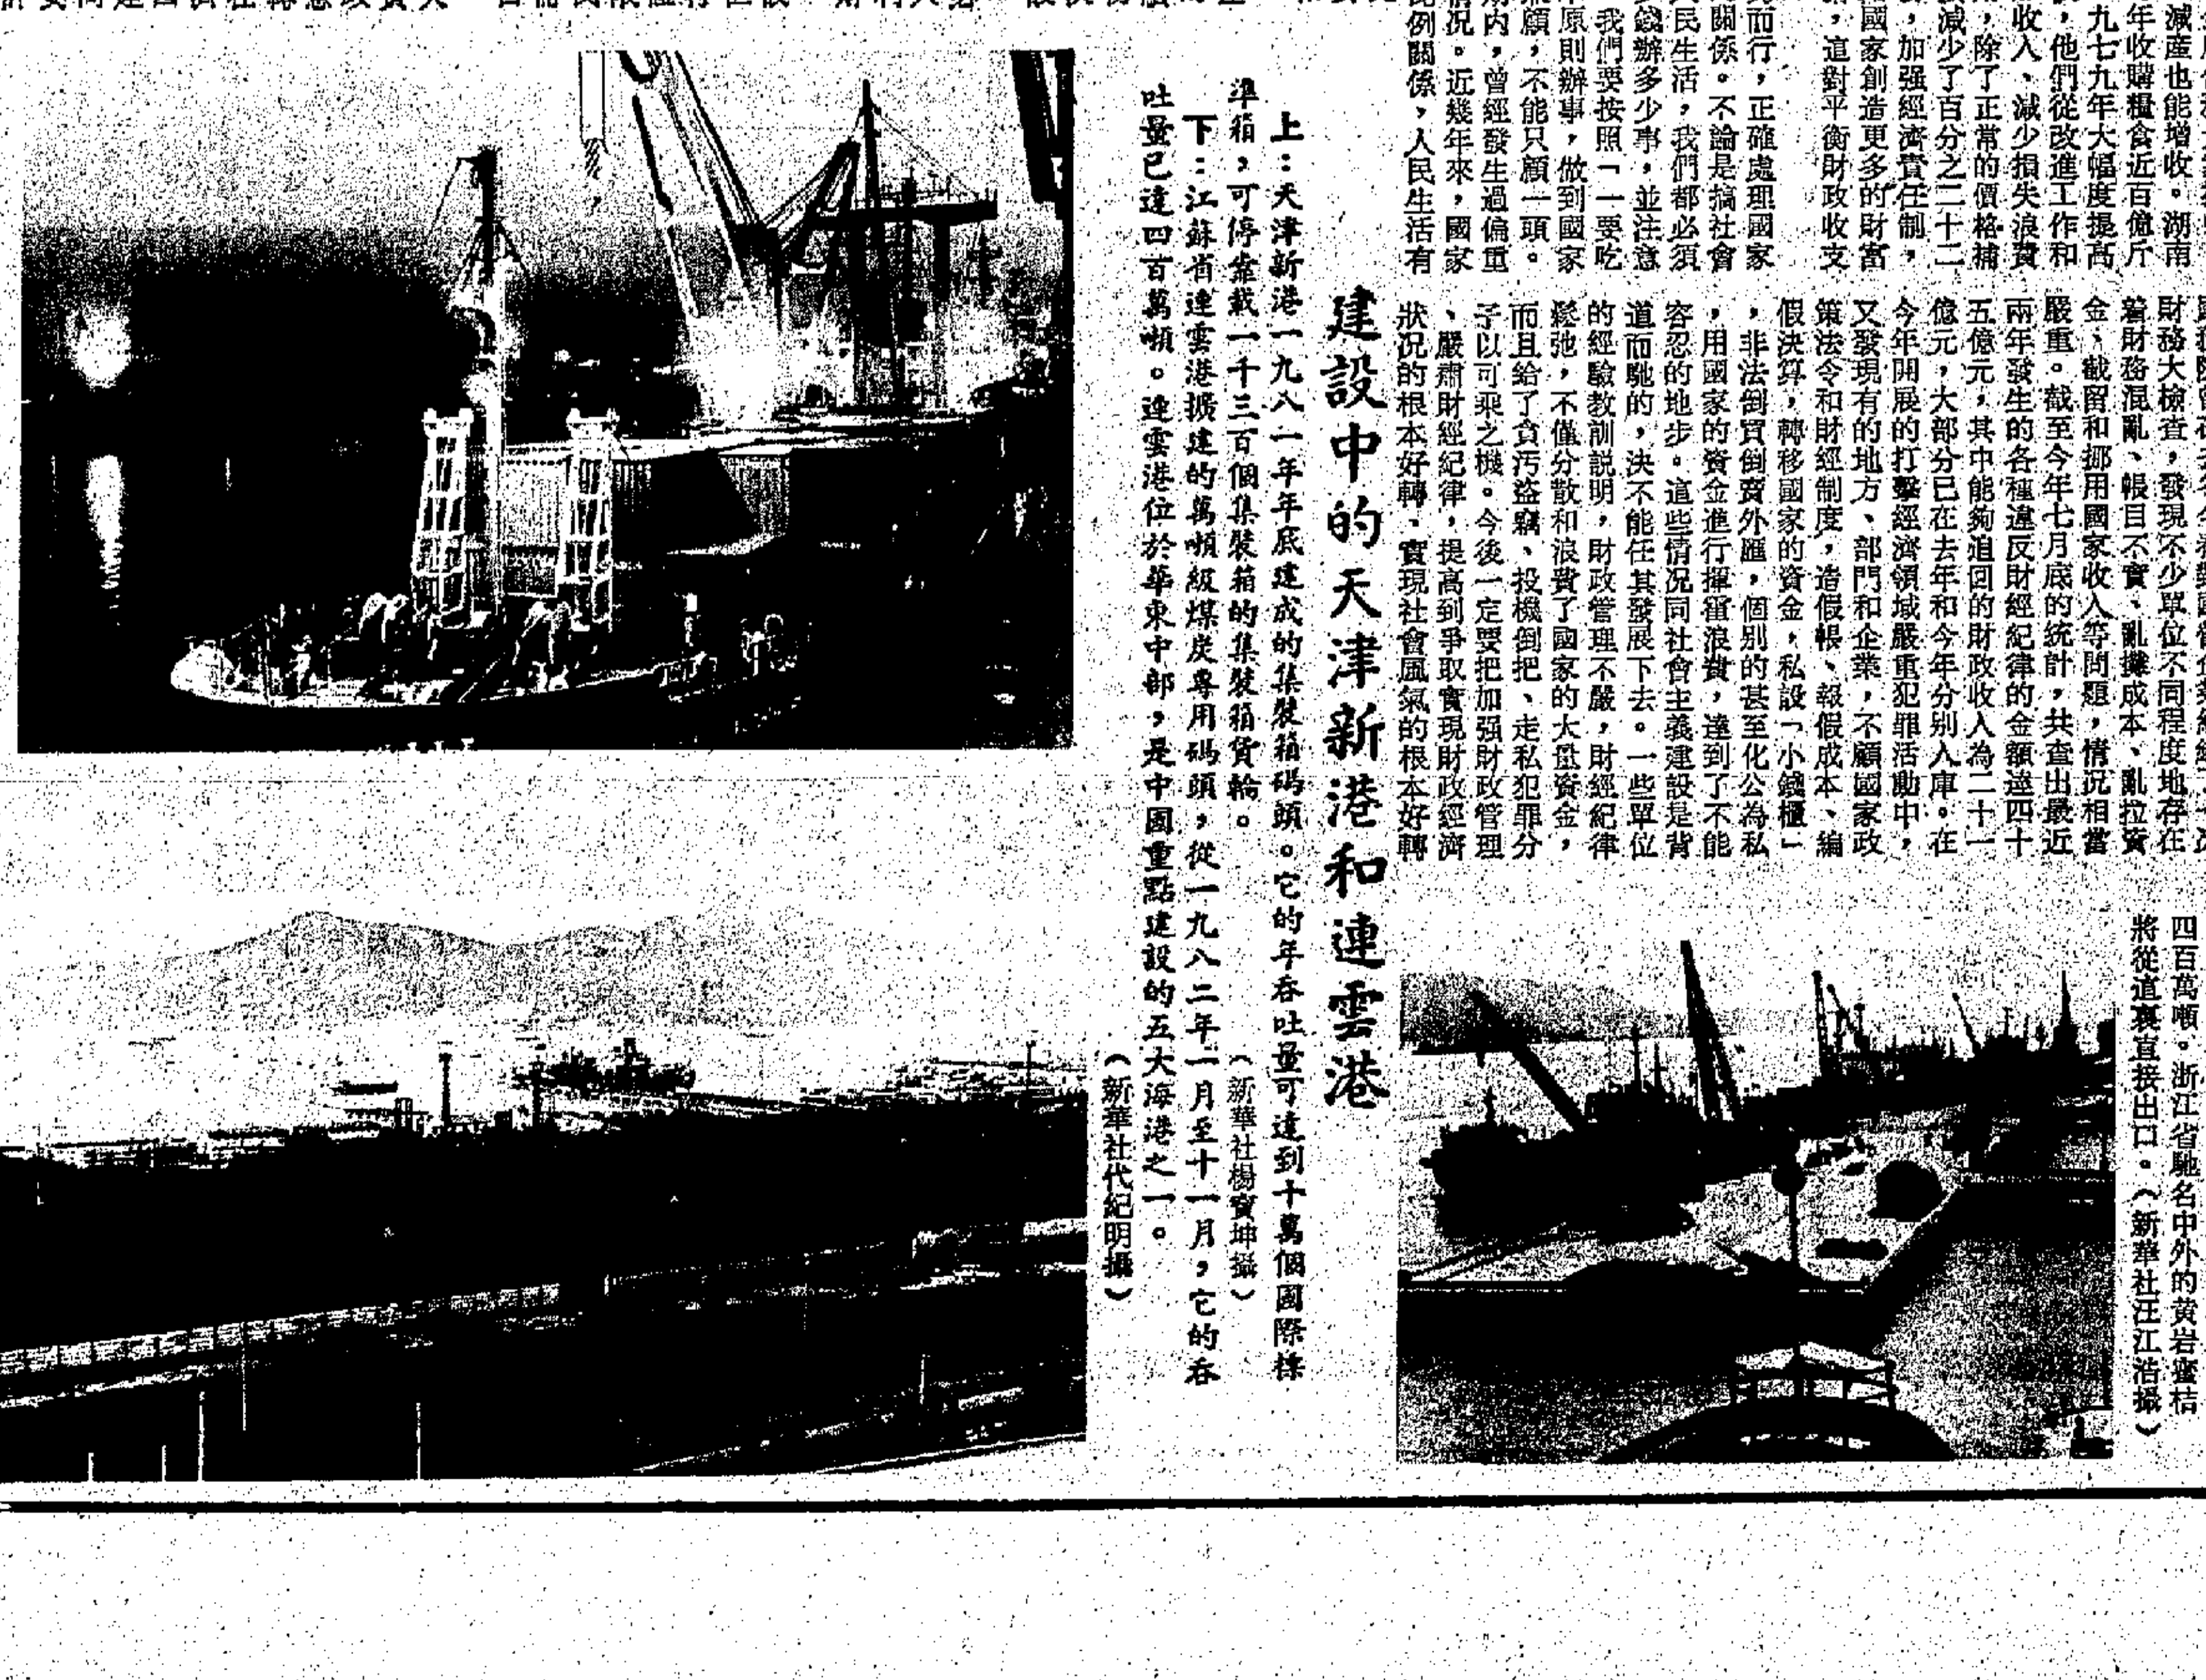 減產也能增收。湖南
年收購糧食近百億斤
九七九年大幅度提高
，他們從改進工作和
收入、減少損失浪費
，除了正常的價格補
減少了百分之二十二
，加强經濟責任制，
國家創造更多的財富
，這對平衡財政收支
而行，正確處理國家
關係。不論是搞社會
民生活，我們都必須
錢辦多少事，並注意
我們要按照「一要吃
原則辦事，做到國家
顧，不能只顧一頭。
期内，曾經發生過偏重
情况。近幾年來，國家
比例關係，人民生活有
財務大檢查，發現不少單位不同程度地存在
着財務混亂、帳目不實、亂攤成本、亂拉資
金、截留和挪用國家收入等問題，情况相當
嚴重。截至今年七月底的統計，共查出最近
兩年發生的各種違反財經紀律的金額達四十
五億元，其中能夠追回的財政收入為二十一
億元，大部分已在去年和今年分别入庫。在
今年開展的打擊經濟領域嚴重犯罪活動中，
又發現有的地方、部門和企業，不顧國家政
策法令和財經制度，造假帳、報假成本、編
假決算，轉移國家的資金，私設「小錢櫃」
，非法倒買倒賣外匯，個别的甚至化公為私
，用國家的資金進行揮霍浪費，達到了不能
容忍的地步。這些情况同社會主義建設是背
道而馳的，决不能任其發展下去。一些單位
的經驗教訓説明，財政管理不嚴，財經紀律
鬆弛，不僅分散和浪費了國家的大量資金，
而且給了貪污盜竊、投機倒把、走私犯罪分
子以可乘之機。今後一定要把加强財政管理
、嚴肅財經紀律，提高到爭取實現財政經濟
狀况的根本好轉、實現社會風氣的根本好轉
四百萬噸。浙江省馳名中外的黄岩蜜桔
將從這裏直接出口。（新華社汪江浩攝）
建設中的天津新港和連雲港
上：天津新港一九八一年年底建成的集裝箱碼頭。它的年吞吐量可達到十萬個國際標
準箱，可停靠載一千三百個集裝箱的集裝箱貨輪。（新華社楊寶坤攝）
下：江蘇省連雲港擴建的萬噸級煤炭專用碼頭，從一九八二年一月至十一月，它的吞
吐量已達四百萬噸。連雲港位於華東中部，是中國重點建設的五大海港之一。
（新華社代紀明攝）